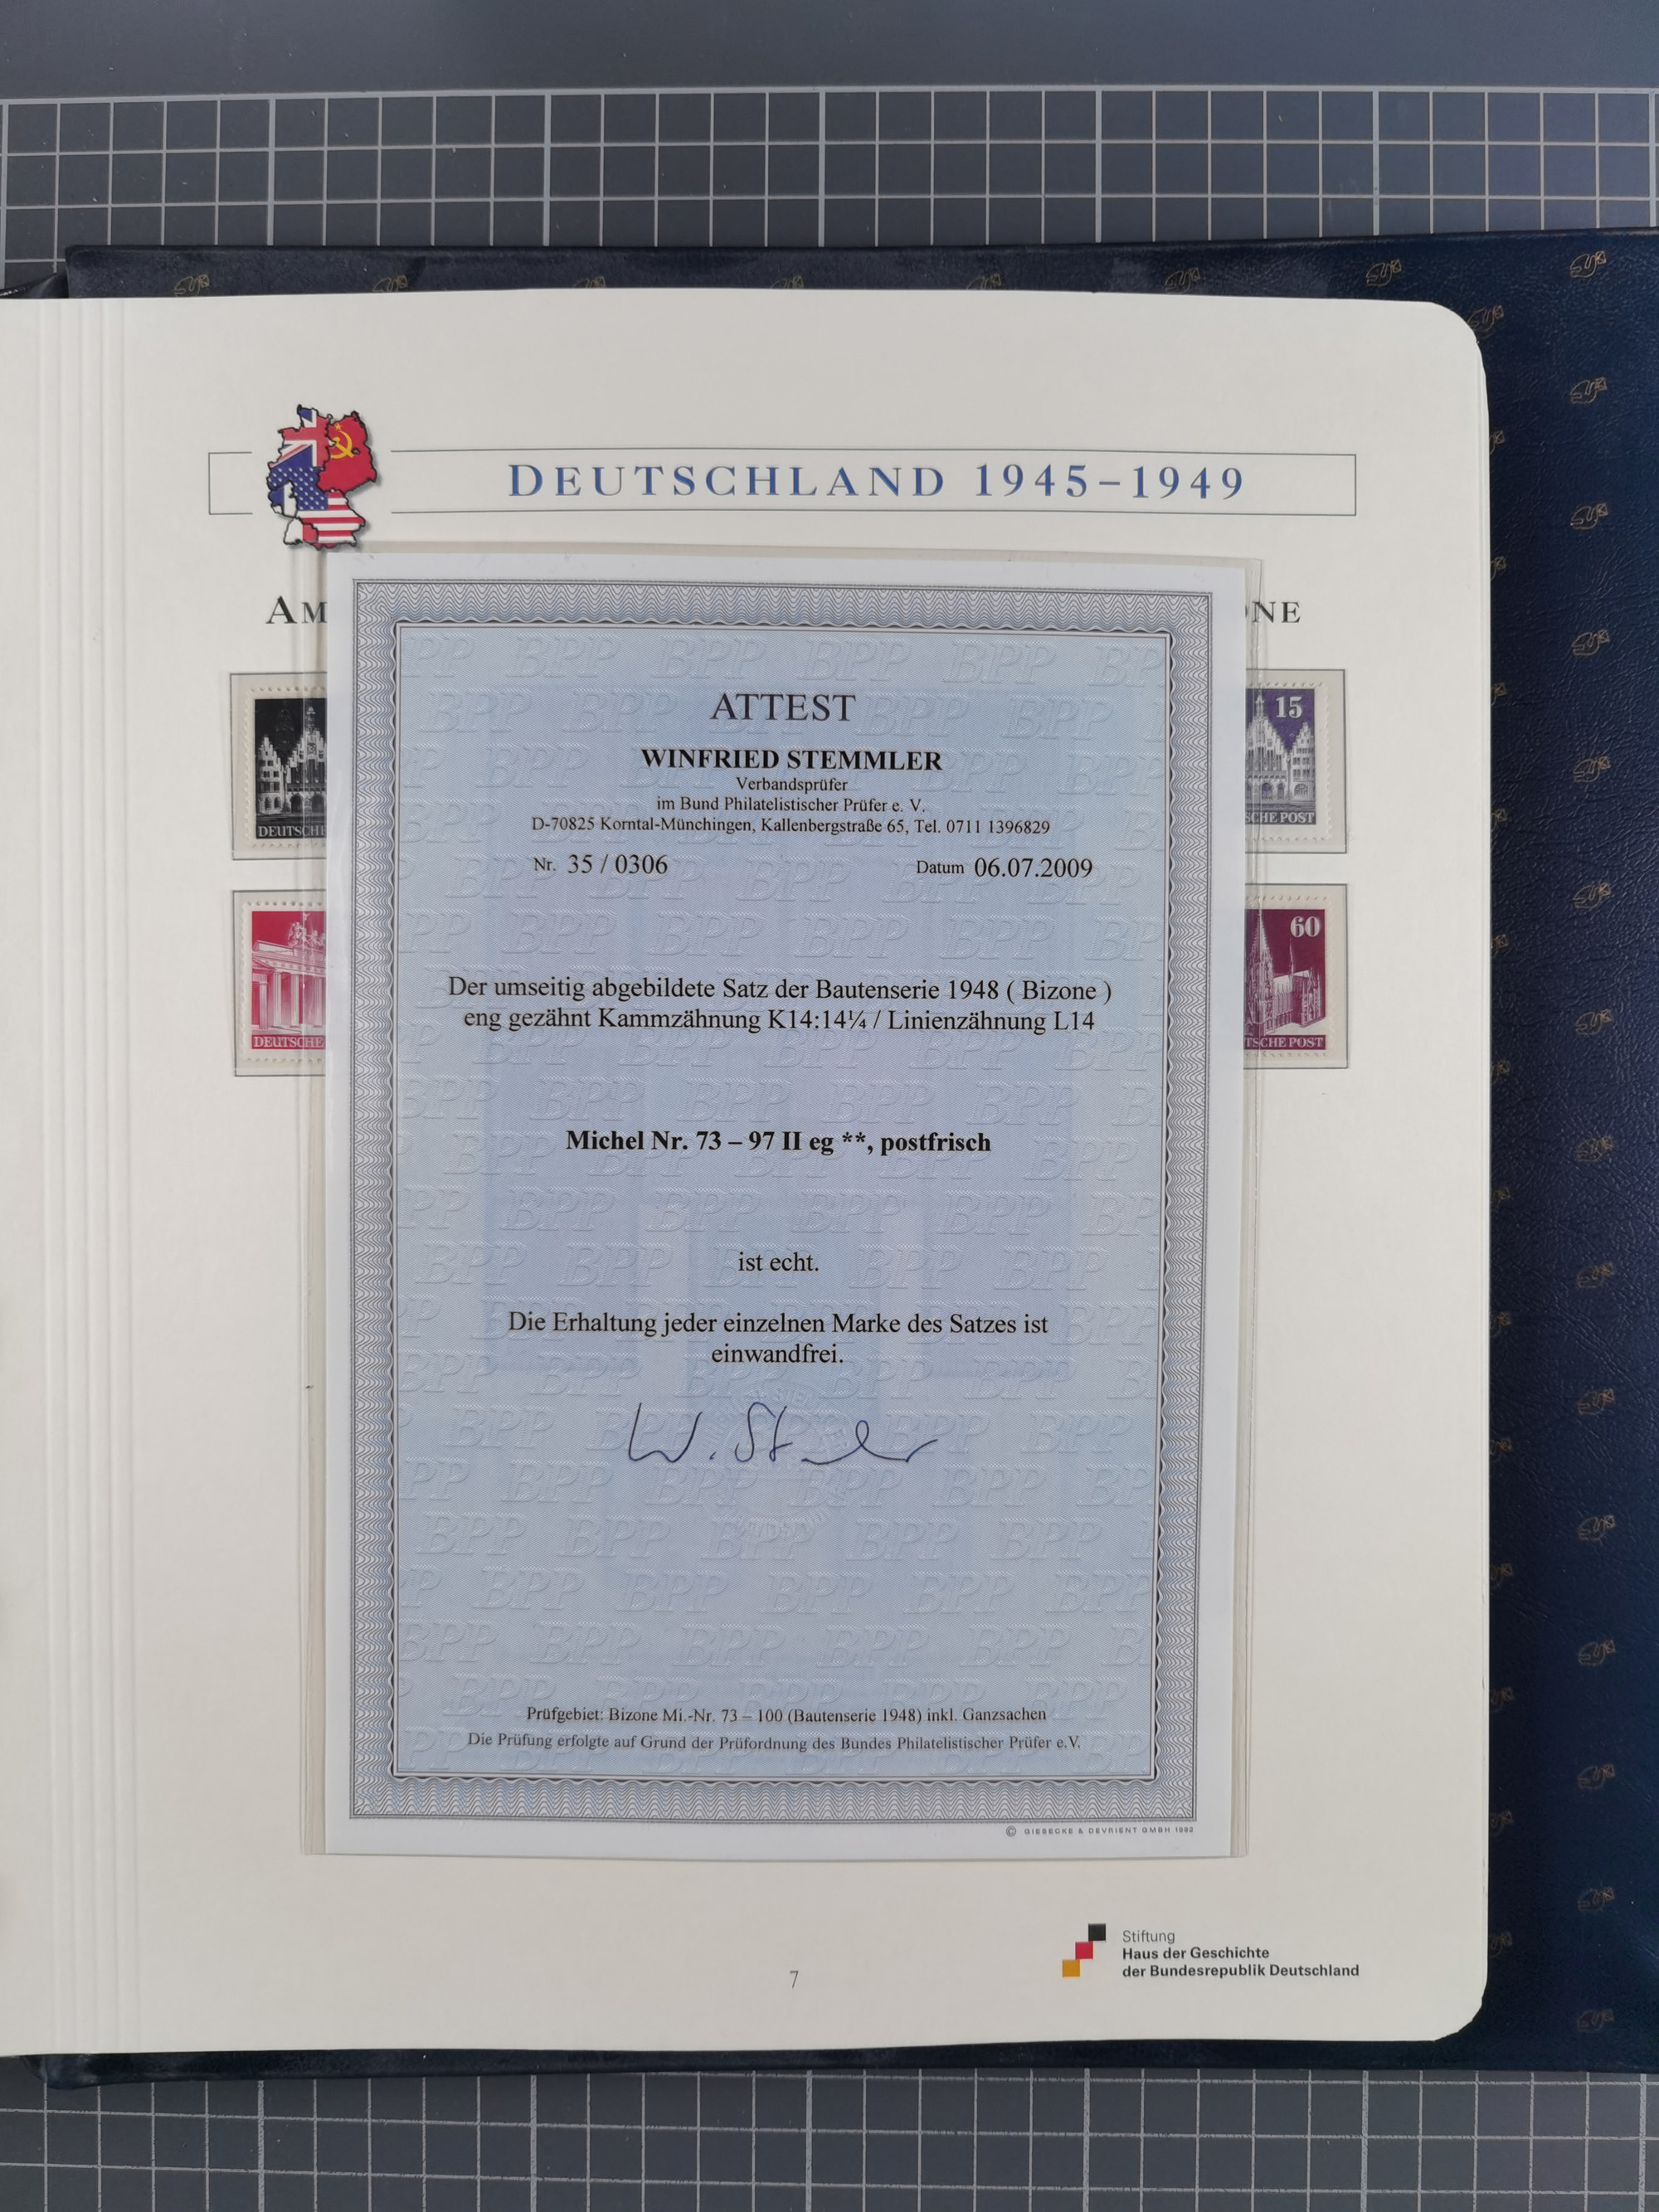 DEUTSCHLAND 1945–1949
AM
NE
DEUTSCHE
15
SCHE POST
DEUTSCHE
60
TSCHE POST
ATTEST
WINFRIED STEMMLER
Verbandsprüfer
im Bund Philatelistischer Prüfer e. V.
D-70825 Korntal-Münchingen, Kallenbergstraße 65, Tel. 0711 1396829
Nr. 35 / 0306 Datum 06.07.2009
Der umseitig abgebildete Satz der Bautenserie 1948 ( Bizone )
eng gezähnt Kammzähnung K14:14¼ / Linienzähnung L14
Michel Nr. 73 – 97 II eg **, postfrisch
ist echt.
Die Erhaltung jeder einzelnen Marke des Satzes ist
einwandfrei.
W. St
Prüfgebiet: Bizone Mi.-Nr. 73 – 100 (Bautenserie 1948) inkl. Ganzsachen
Die Prüfung erfolgte auf Grund der Prüfordnung des Bundes Philatelistischer Prüfer e.V.
© GIESECKE & DEVRIENT GMBH 1992
Stiftung
Haus der Geschichte
der Bundesrepublik Deutschland
7